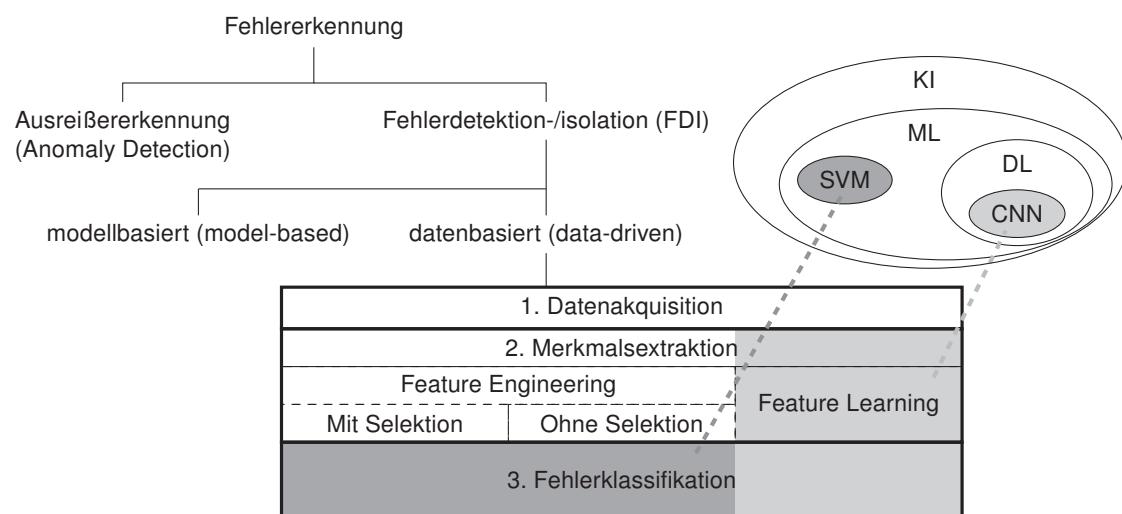 Fehlererkennung
Ausreißererkennung
(Anomaly Detection)
Fehlerdetektion-/isolation (FDI)
modellbasiert (model-based)
datenbasiert (data-driven)
KI
ML
DL
SVM
CNN
1. Datenakquisition
2. Merkmalsextraktion
Feature Engineering
Feature Learning
Mit Selektion
Ohne Selektion
3. Fehlerklassifikation